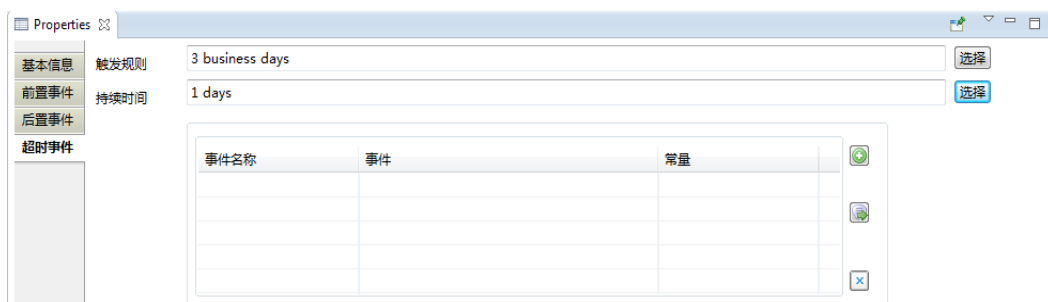 Properties
基本信息
触发规则 3 business days 选择
前置事件
持续时间 1 days 选择
后置事件
超时事件
事件名称 事件 常量